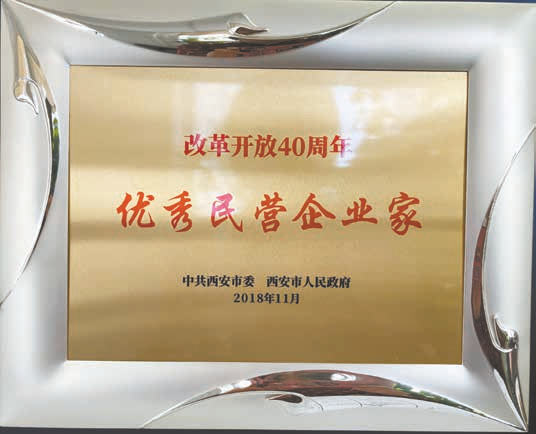 改革开放40周年
优秀民营企业家
中共西安市委 西安市人民政府
2018年11月